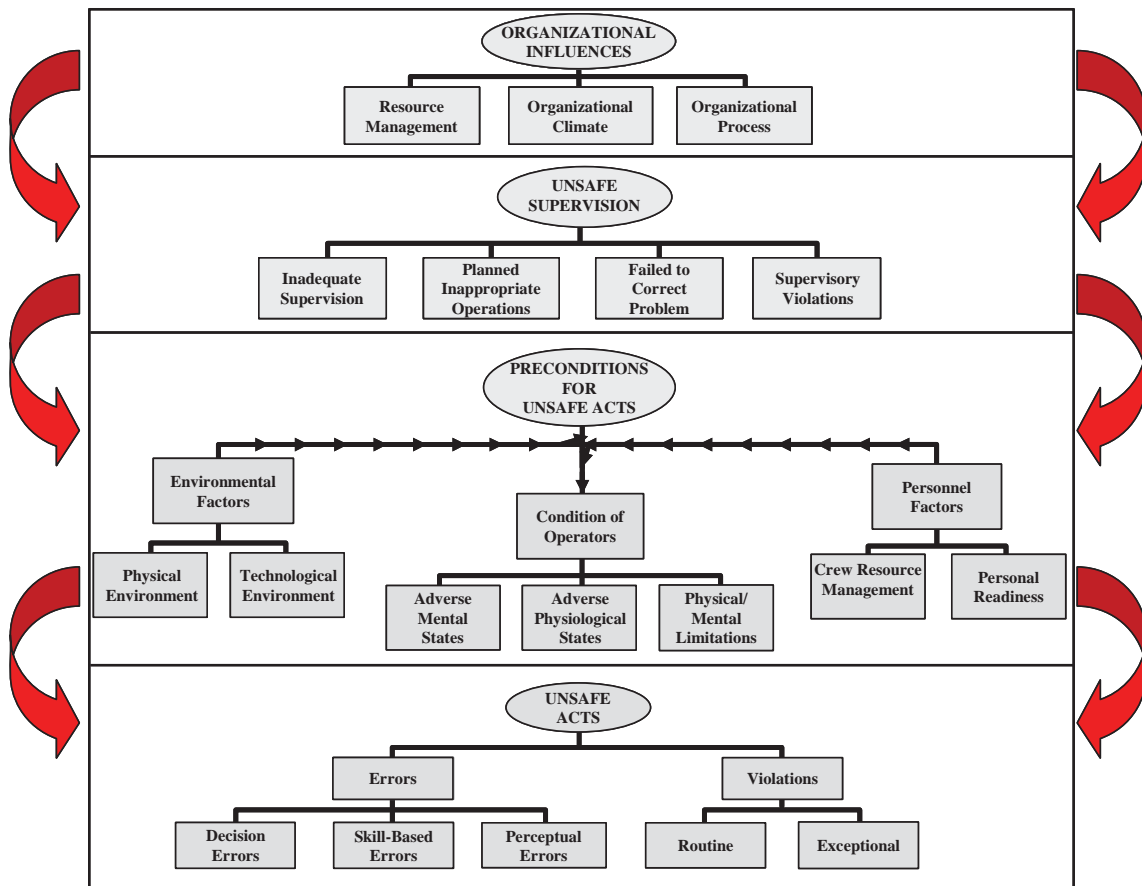 ORGANIZATIONAL
INFLUENCES
Resource
Management
Organizational
Climate
Organizational
Process
UNSAFE
SUPERVISION
Inadequate
Supervision
Planned
Inappropriate
Operations
Failed to
Correct
Problem
Supervisory
Violations
PRECONDITIONS
FOR
UNSAFE ACTS
Environmental
Factors
Condition of
Operators
Personnel
Factors
Physical
Environment
Technological
Environment
Adverse
Mental
States
Adverse
Physiological
States
Physical/
Mental
Limitations
Crew Resource
Management
Personal
Readiness
UNSAFE
ACTS
Errors
Violations
Decision
Errors
Skill-Based
Errors
Perceptual
Errors
Routine
Exceptional